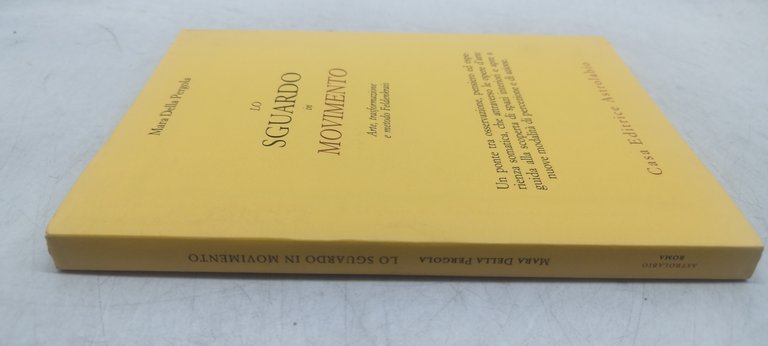 Mara Della Pergola
LO
SGUARDO
in
MOVIMENTO
Arte, trasformazione
e metodo Feldenkrais
Un ponte tra osservazione, pensiero ed espe-
rienza somatica, che attraverso le opere d'arte
guida alla scoperta di spazi interiori e apre a
nuove modalità di percezione e di azione.
Casa Editrice Astrolabio
LO SGUARDO IN MOVIMENTO
MARA DELLA PERGOLA
ASTROLABIO
ROMA